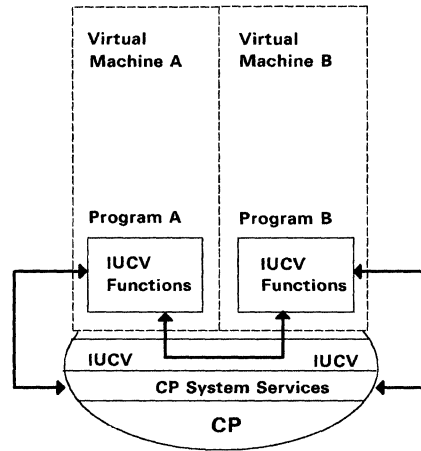 Virtual
Machine A
Virtual
Machine B
Program A
Program B
IUCV
Functions
IUCV
Functions
IUCV
IUCV
CP System Services
CP